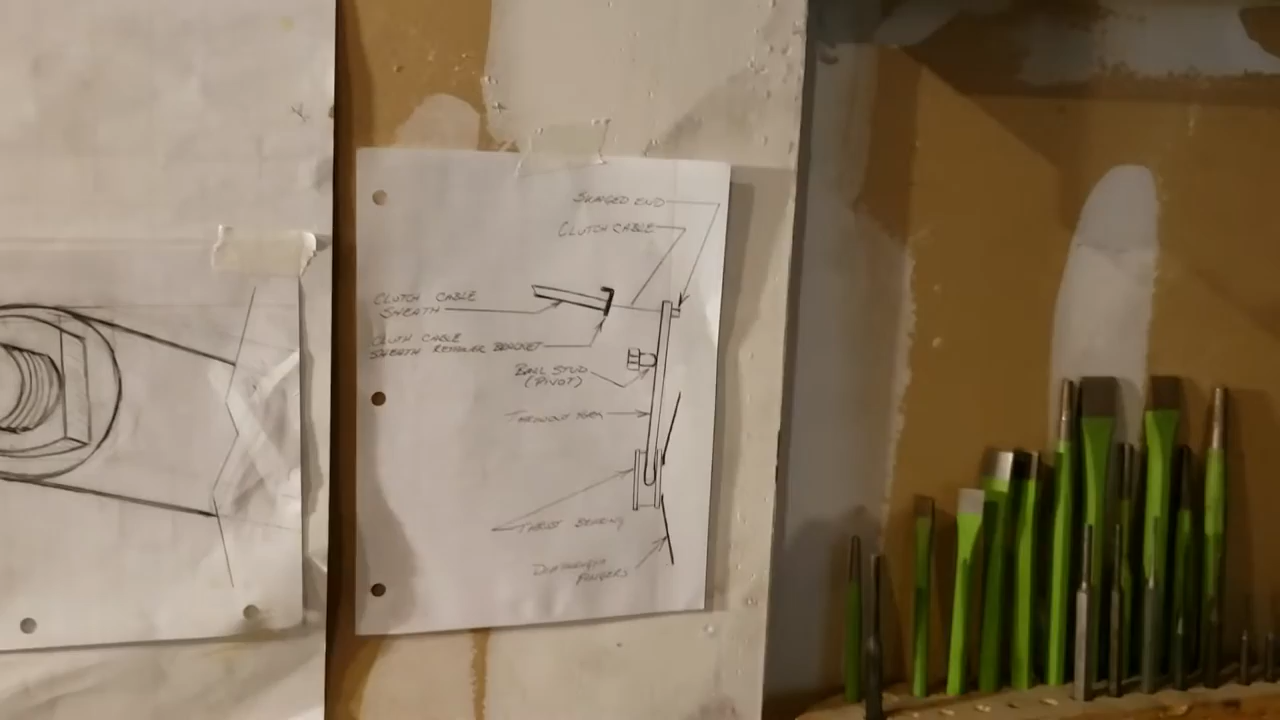 SWAGED END
CLUTCH CABLE
CLUTCH CABLE
SHEATH
CLUTH CABLE
SHEATH RETAINER BRACKET
BALL STUD
(PIVOT)
THROWOUT FORK
THRUST BEARING
DIAPHRAGM
FINGERS